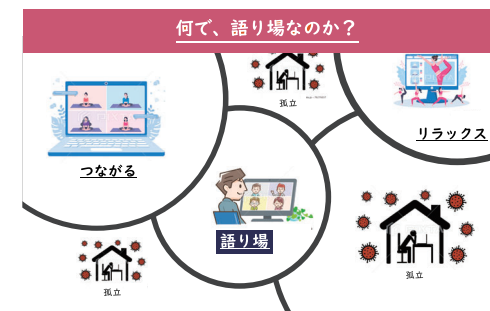 何で、語り場なのか？
孤立
リラックス
つながる
語り場
孤立
孤立